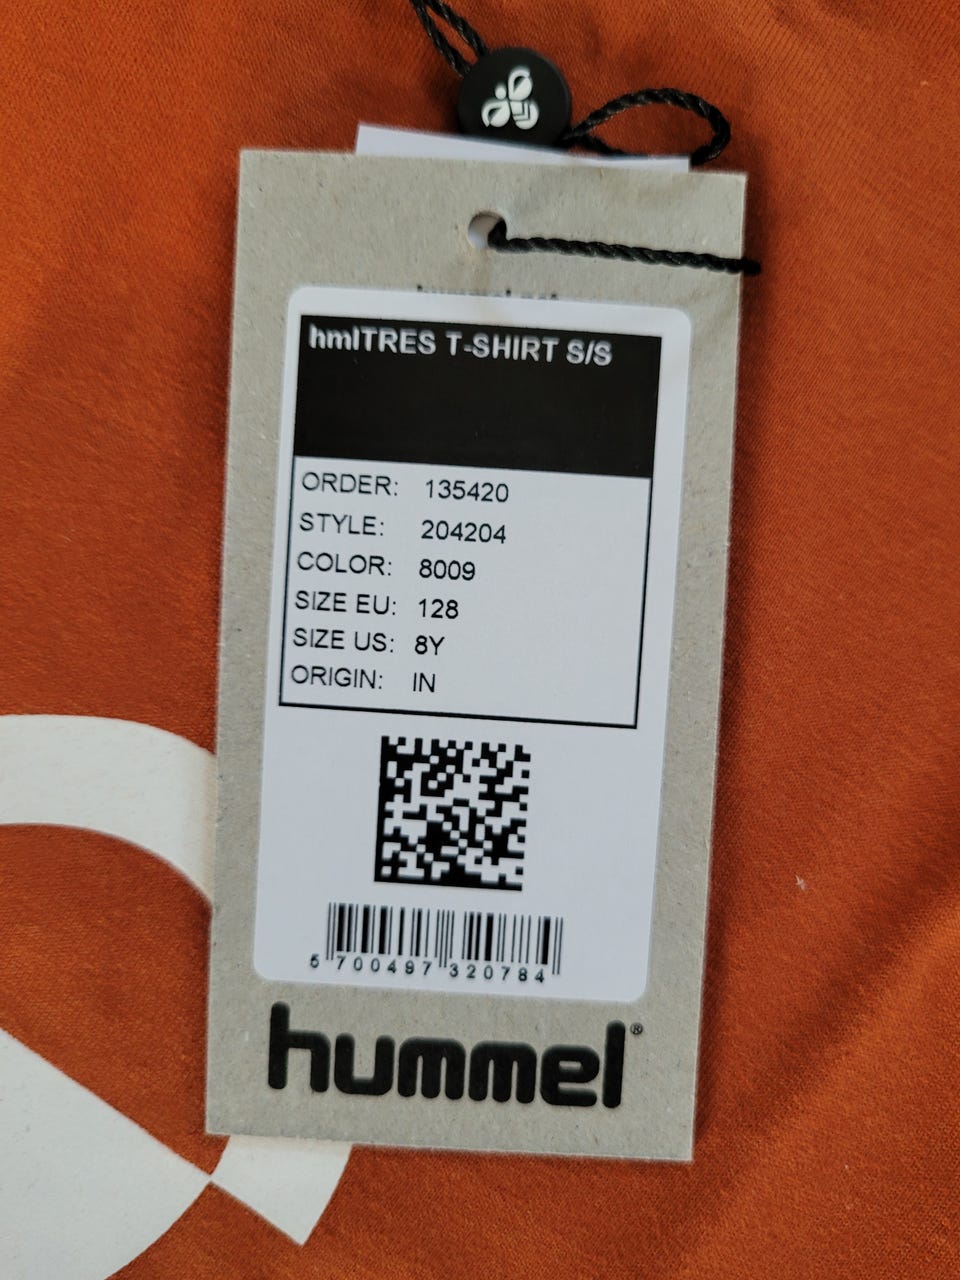 hmlTRES T-SHIRT S/S
ORDER: 135420
STYLE: 204204
COLOR: 8009
SIZE EU: 128
SIZE US: 8Y
ORIGIN: IN
5 700497 320784
hummel®